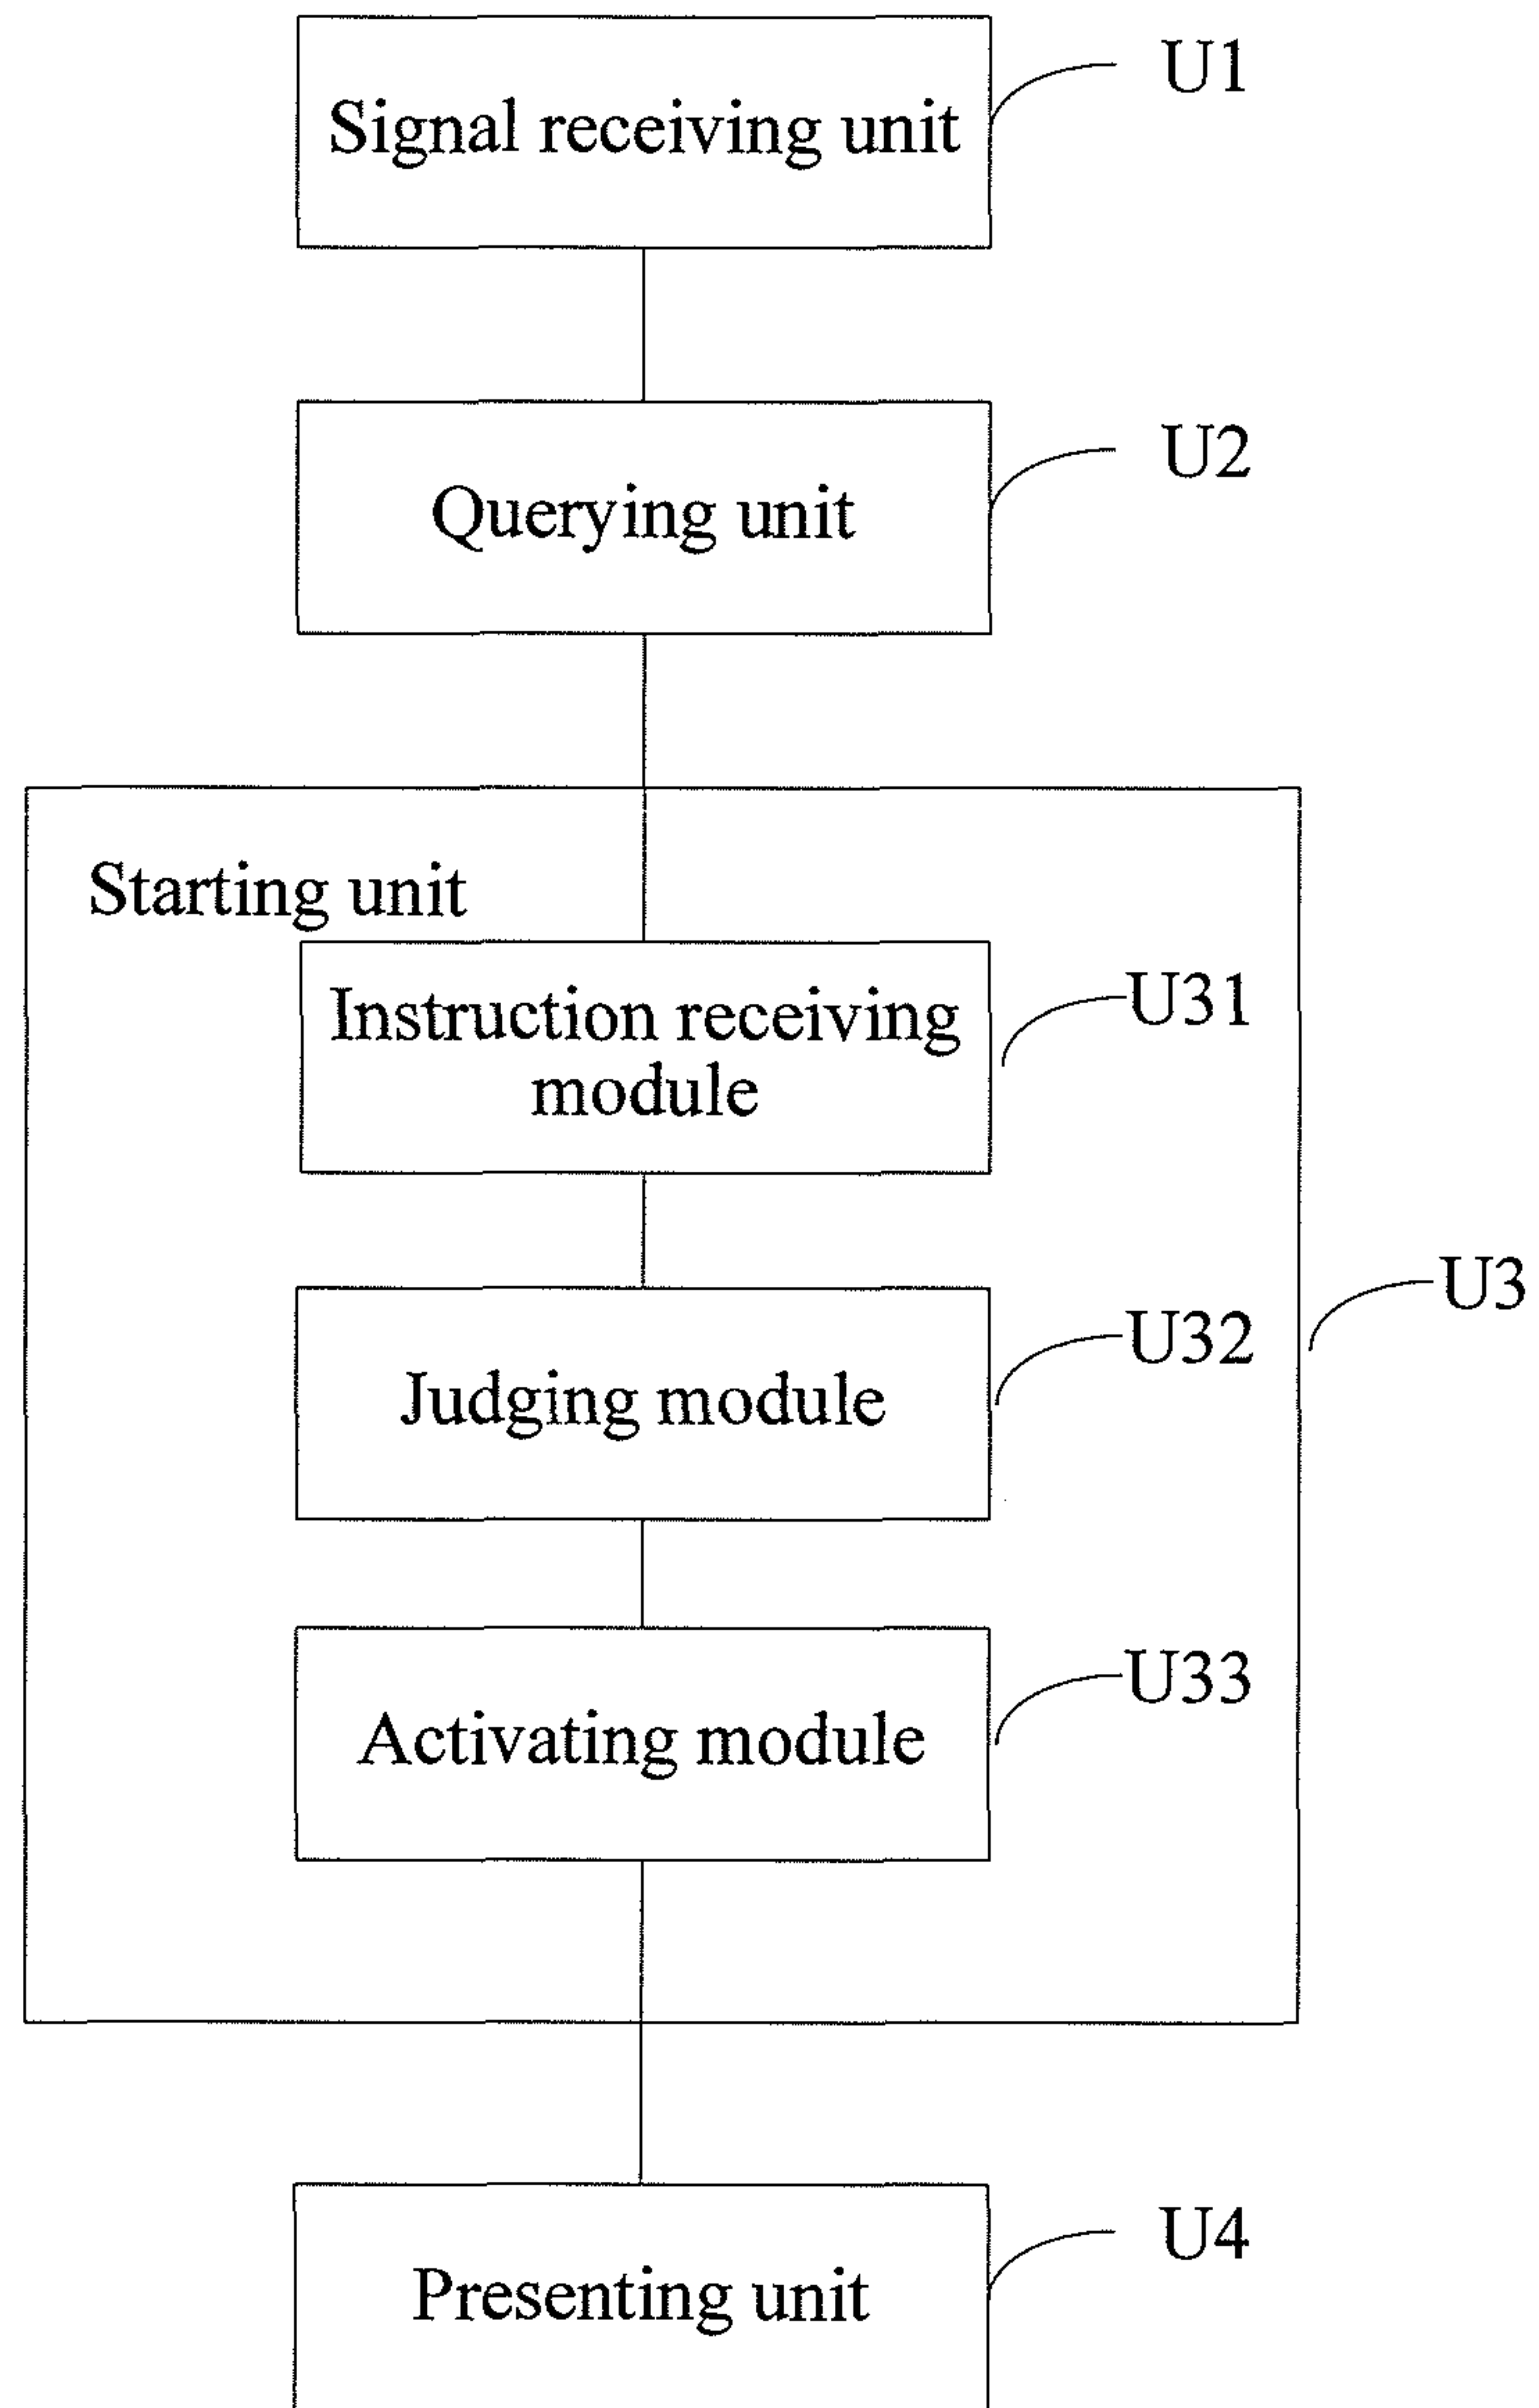 Signal receiving unit
U1
Querying unit
U2
Starting unit
Instruction receiving
module
U31
Judging module
U32
U3
Activating module
U33
Presenting unit
U4